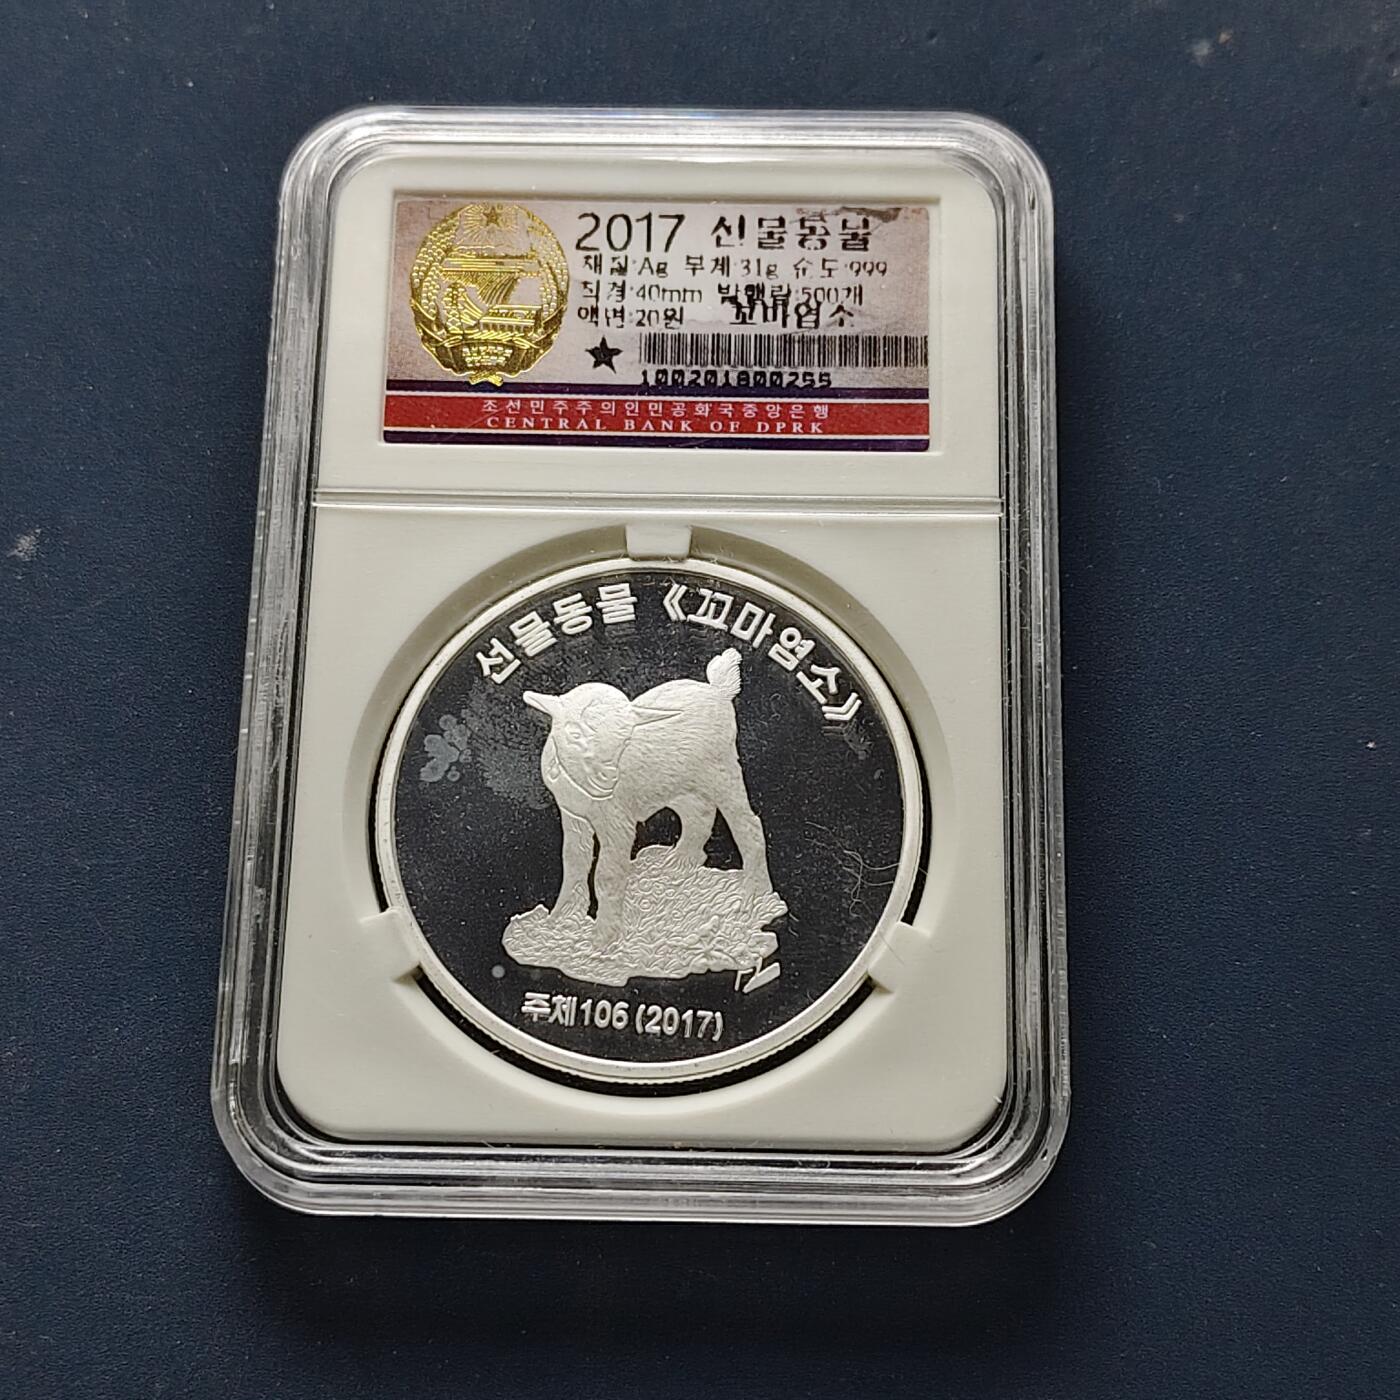 2017 선물동물
재질:Ag 무게:31g 순도:999
직경:40mm 발행량:500개
액면:20원 꼬마염소
100201800255
조선민주주의인민공화국중앙은행
CENTRAL BANK OF DPRK
선물동물 《꼬마염소》
주체106 (2017)